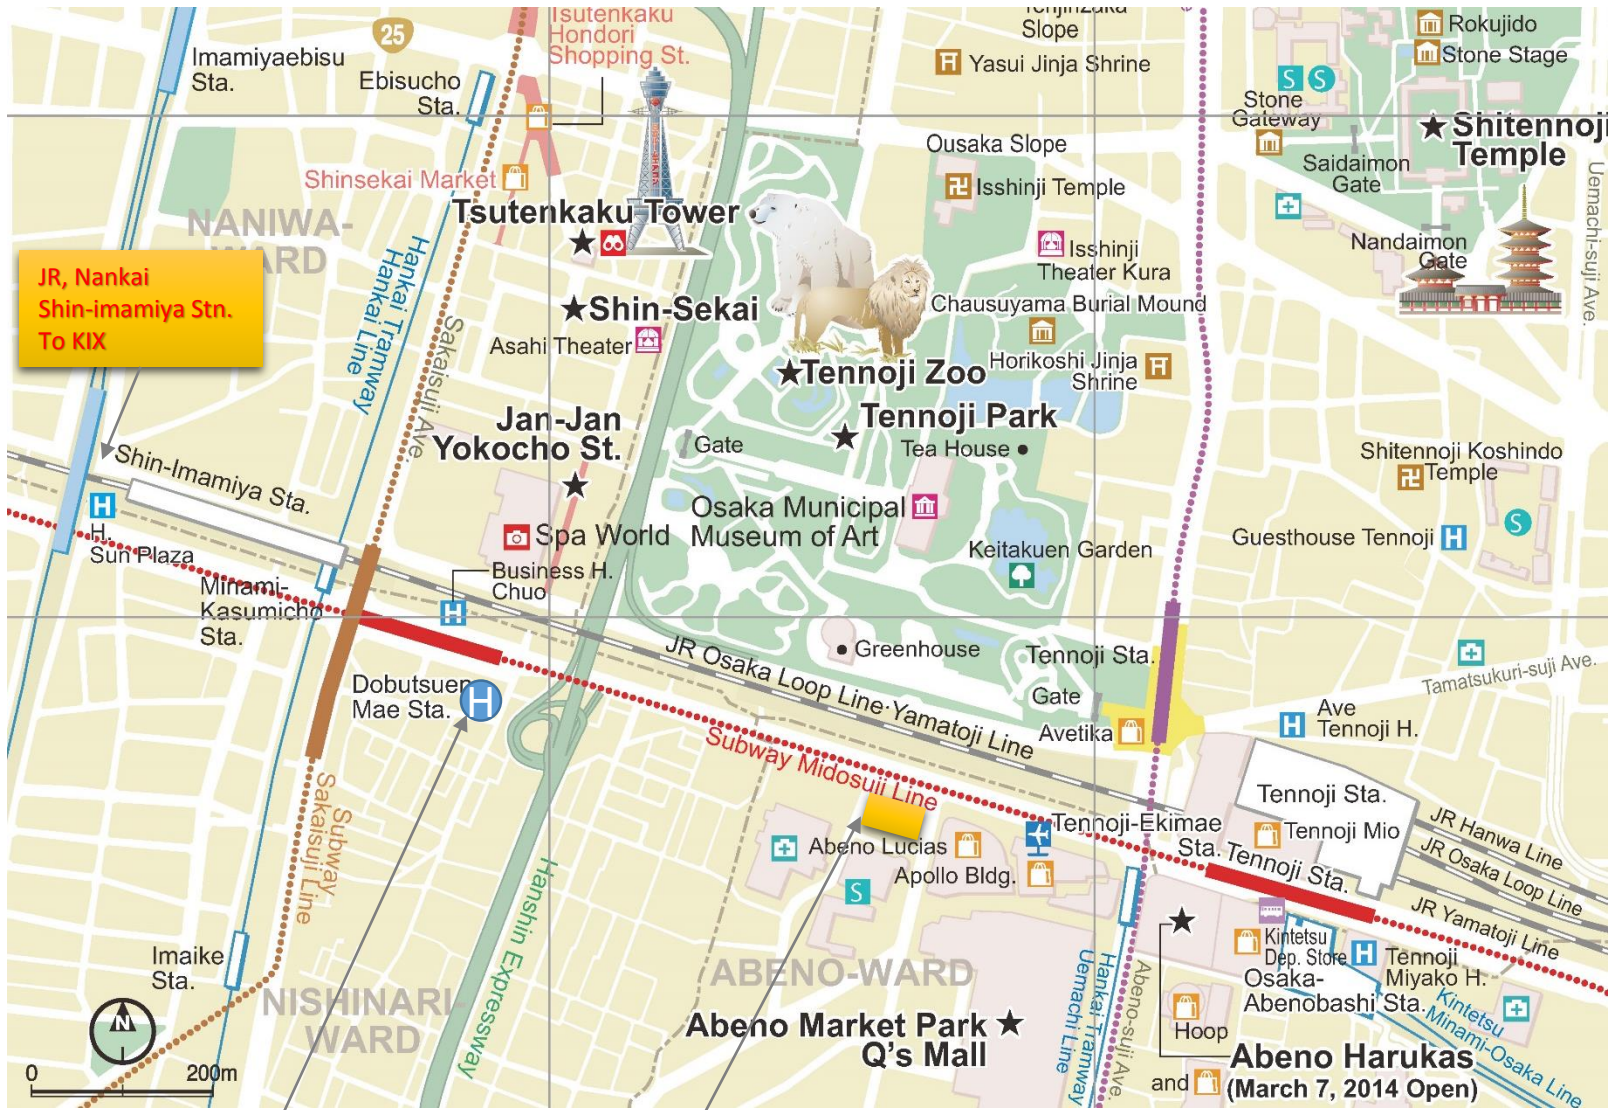 Tsutenkaku
Hondori
Shopping St.
25
Imamiyaebisu
Sta.
Ebisucho
Sta.
Slope
Yasui Jinja Shrine
Rokujido
Stone Stage
S
S
Stone
Gateway
Shitennoji
Temple
Saidaimon
Gate
Ousaka Slope
Isshinji Temple
Shinsekai Market
Tsutenkaku Tower
NANIWA-
WARD
JR, Nankai
Shin-imamiya Stn.
To KIX
Hankai Tramway
Hankai Line
Sakaisuji Ave.
Isshinji
Theater Kura
Nandaimon
Gate
Uemachi-suji Ave.
Shin-Sekai
Asahi Theater
Chausuyama Burial Mound
Horikoshi Jinja
Shrine
Tennoji Zoo
Tennoji Park
Tea House
Jan-Jan
Yokocho St.
Gate
Shin-Imamiya Sta.
H
H.
Sun Plaza
Shitennoji Koshindo
Temple
Osaka Municipal
Museum of Art
Spa World
Keitakuen Garden
Guesthouse Tennoji
H
S
Business H.
Chuo
H
Minami-
Kasumicho
Sta.
Greenhouse
Tennoji Sta.
JR Osaka Loop Line·Yamatoji Line
Tamatsukuri-suji Ave.
Dobutsuen
Mae Sta.
H
Gate
Avetika
H
Ave
Tennoji H.
Subway Midosuji Line
Subway
Sakaisuji Line
Tennoji Sta.
Tennoji Mio
Tennoji-Ekimae
Sta.
Tennoji Sta.
JR Hanwa Line
JR Osaka Loop Line
JR Yamatoji Line
Abeno Lucias
Apollo Bldg.
S
Hanshin Expressway
Imaike
Sta.
NISHINARI-
WARD
ABENO-WARD
Kintetsu
Dep. Store
H
Tennoji
Miyako H.
Osaka-
Abenobashi Sta.
Kintetsu
Minami-Osaka Line
Hankai Tramway
Uemachi Line
Abeno-suji Ave.
Abeno Market Park
Q's Mall
Hoop
and
Abeno Harukas
(March 7, 2014 Open)
N
0
200m